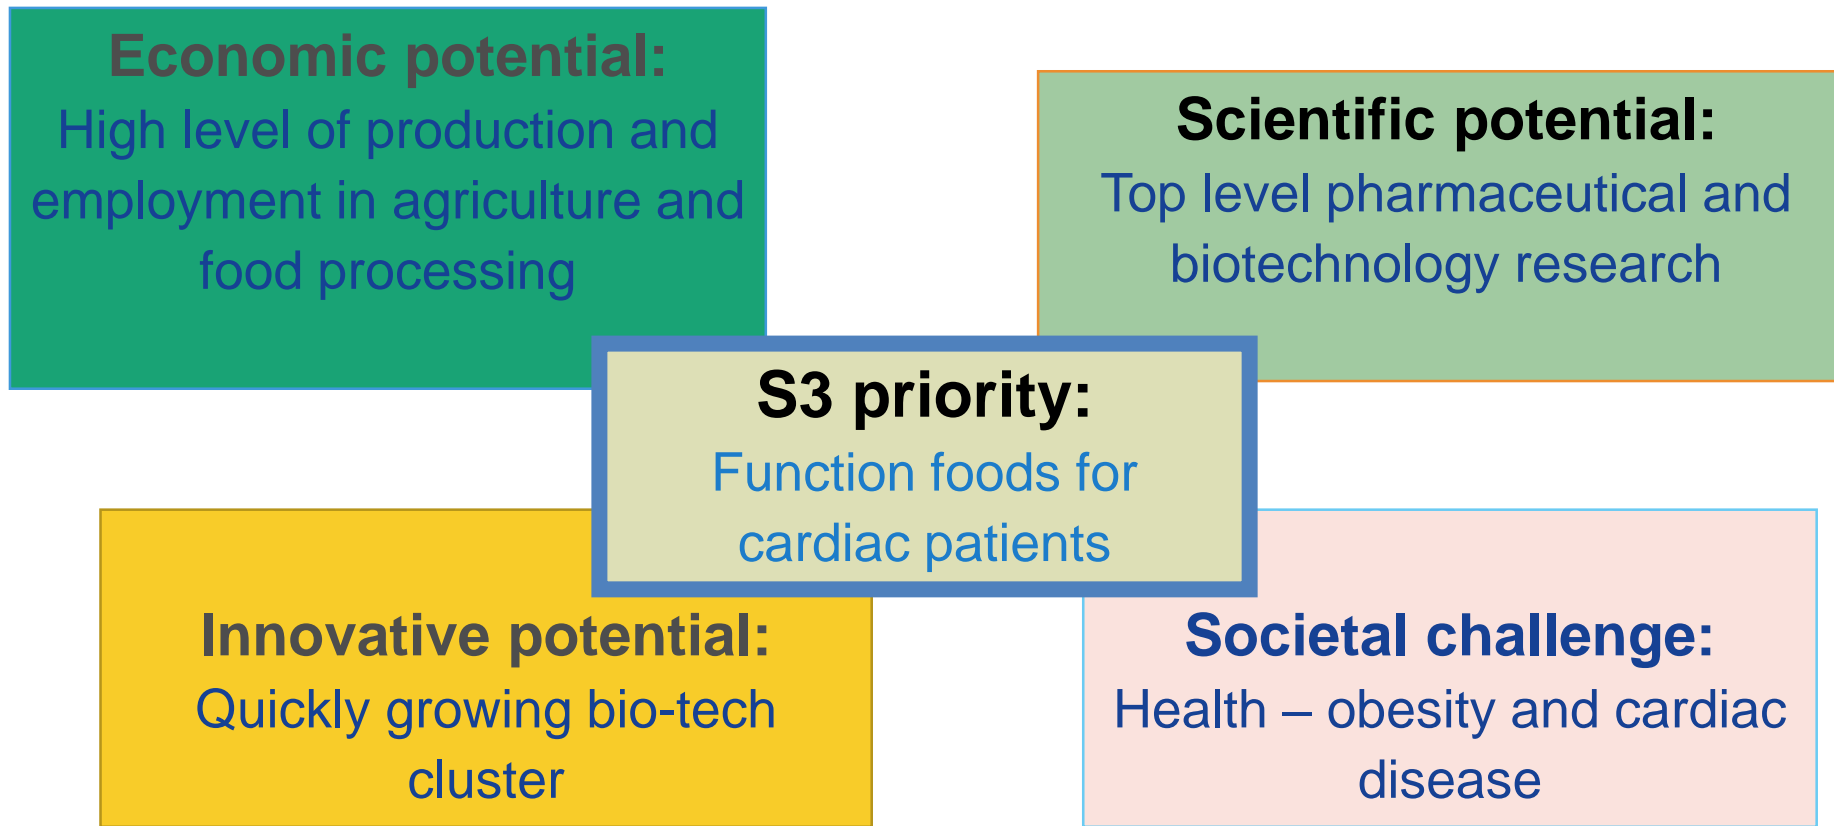 Economic potential:
High level of production and
employment in agriculture and
food processing
Scientific potential:
Top level pharmaceutical and
biotechnology research
S3 priority:
Function foods for
cardiac patients
Innovative potential:
Quickly growing bio-tech
cluster
Societal challenge:
Health – obesity and cardiac
disease